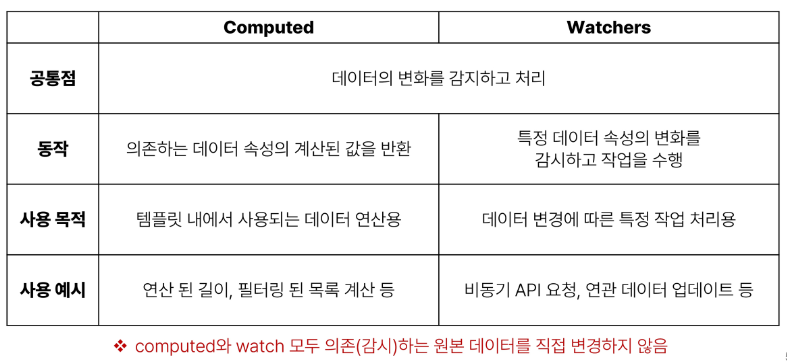 Computed Watchers
공통점 데이터의 변화를 감지하고 처리
동작 의존하는 데이터 속성의 계산된 값을 반환 특정 데이터 속성의 변화를
감시하고 작업을 수행
사용 목적 템플릿 내에서 사용되는 데이터 연산용 데이터 변경에 따른 특정 작업 처리용
사용 예시 연산 된 길이, 필터링 된 목록 계산 등 비동기 API 요청, 연관 데이터 업데이트 등
❖ computed와 watch 모두 의존(감시)하는 원본 데이터를 직접 변경하지 않음